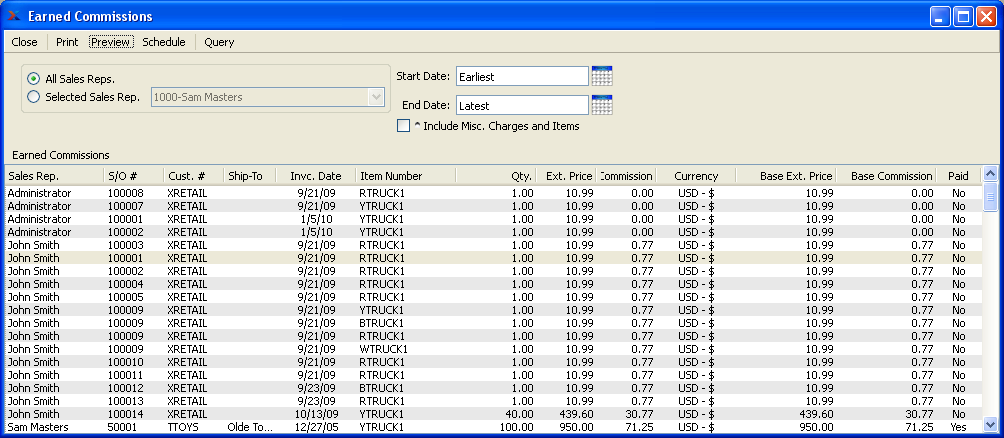 Earned Commissions
Close Print Preview Schedule Query
All Sales Reps.
Selected Sales Rep. 1000-Sam Masters
Start Date: Earliest
End Date: Latest
^ Include Misc. Charges and Items
Earned Commissions
Sales Rep. S/O # Cust. # Ship-To Invc. Date Item Number Qty. Ext. Price Commission Currency Base Ext. Price Base Commission Paid
Administrator 100008 XRETAIL 9/21/09 RTRUCK1 1.00 10.99 0.00 USD - $ 10.99 0.00 No
Administrator 100007 XRETAIL 9/21/09 YTRUCK1 1.00 10.99 0.00 USD - $ 10.99 0.00 No
Administrator 100001 XRETAIL 1/5/10 YTRUCK1 1.00 10.99 0.00 USD - $ 10.99 0.00 No
Administrator 100002 XRETAIL 1/5/10 YTRUCK1 1.00 10.99 0.00 USD - $ 10.99 0.00 No
John Smith 100003 XRETAIL 9/21/09 RTRUCK1 1.00 10.99 0.77 USD - $ 10.99 0.77 No
John Smith 100001 XRETAIL 9/21/09 RTRUCK1 1.00 10.99 0.77 USD - $ 10.99 0.77 No
John Smith 100002 XRETAIL 9/21/09 RTRUCK1 1.00 10.99 0.77 USD - $ 10.99 0.77 No
John Smith 100004 XRETAIL 9/21/09 RTRUCK1 1.00 10.99 0.77 USD - $ 10.99 0.77 No
John Smith 100005 XRETAIL 9/21/09 RTRUCK1 1.00 10.99 0.77 USD - $ 10.99 0.77 No
John Smith 100009 XRETAIL 9/21/09 YTRUCK1 1.00 10.99 0.77 USD - $ 10.99 0.77 No
John Smith 100009 XRETAIL 9/21/09 BTRUCK1 1.00 10.99 0.77 USD - $ 10.99 0.77 No
John Smith 100009 XRETAIL 9/21/09 RTRUCK1 1.00 10.99 0.77 USD - $ 10.99 0.77 No
John Smith 100009 XRETAIL 9/21/09 WTRUCK1 1.00 10.99 0.77 USD - $ 10.99 0.77 No
John Smith 100010 XRETAIL 9/21/09 RTRUCK1 1.00 10.99 0.77 USD - $ 10.99 0.77 No
John Smith 100011 XRETAIL 9/21/09 RTRUCK1 1.00 10.99 0.77 USD - $ 10.99 0.77 No
John Smith 100012 XRETAIL 9/23/09 BTRUCK1 1.00 10.99 0.77 USD - $ 10.99 0.77 No
John Smith 100013 XRETAIL 9/23/09 RTRUCK1 1.00 10.99 0.77 USD - $ 10.99 0.77 No
John Smith 100014 XRETAIL 10/13/09 YTRUCK1 40.00 439.60 30.77 USD - $ 439.60 30.77 No
Sam Masters 50001 TTOYS Olde To... 12/27/05 YTRUCK1 100.00 950.00 71.25 USD - $ 950.00 71.25 Yes